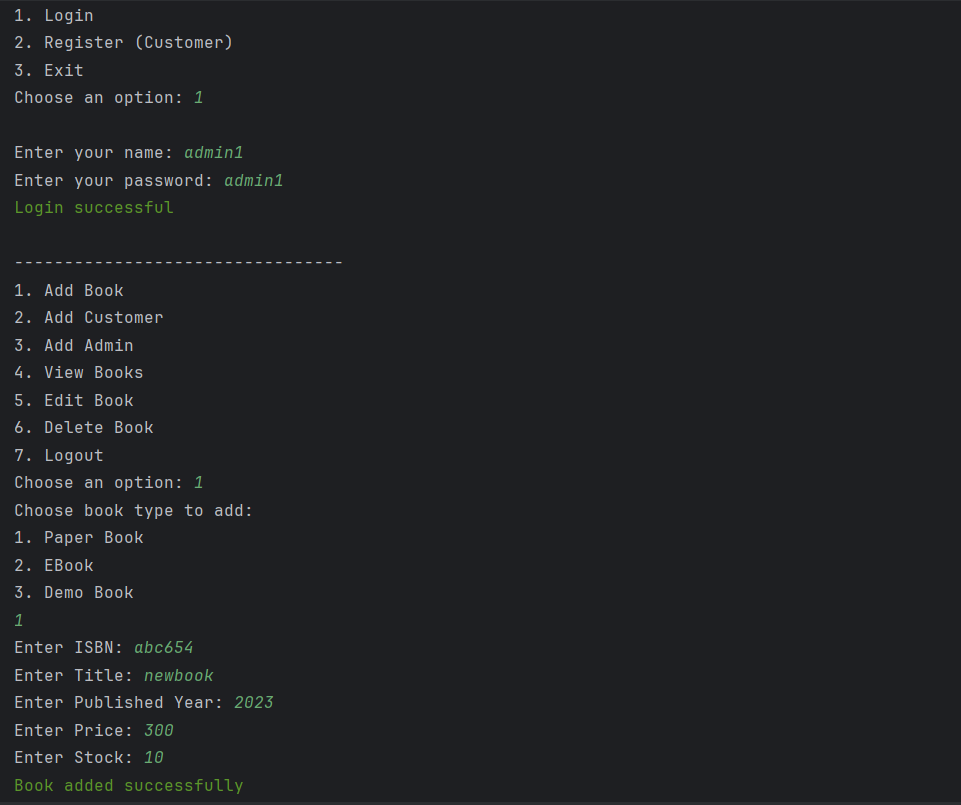 1. Login
2. Register (Customer)
3. Exit
Choose an option: 1
Enter your name: admin1
Enter your password: admin1
Login successful
---------------------------------
1. Add Book
2. Add Customer
3. Add Admin
4. View Books
5. Edit Book
6. Delete Book
7. Logout
Choose an option: 1
Choose book type to add:
1. Paper Book
2. EBook
3. Demo Book
1
Enter ISBN: abc654
Enter Title: newbook
Enter Published Year: 2023
Enter Price: 300
Enter Stock: 10
Book added successfully